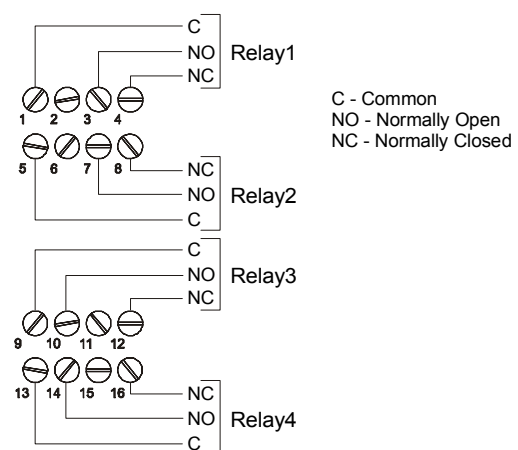 C
NO Relay1
NC
1 2 3 4
C - Common
NO - Normally Open
NC - Normally Closed
5 6 7 8
NC
NO Relay2
C
C
NO Relay3
NC
9 10 11 12
13 14 15 16
NC
NO Relay4
C